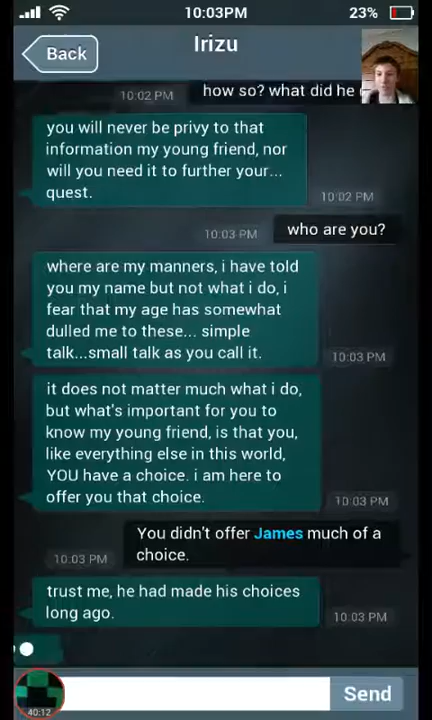 10:03PM
23%
Back
Irizu
how so? what did he
10:02 PM
you will never be privy to that
information my young friend, nor
will you need it to further your...
quest.
10:02 PM
who are you?
10:03 PM
where are my manners, i have told
you my name but not what i do, i
fear that my age has somewhat
dulled me to these... simple
talk...small talk as you call it.
10:03 PM
it does not matter much what i do,
but what's important for you to
know my young friend, is that you,
like everything else in this world,
YOU have a choice. i am here to
offer you that choice.
10:03 PM
You didn't offer James much of a
choice.
10:03 PM
trust me, he had made his choices
long ago.
10:03 PM
40:12
Send